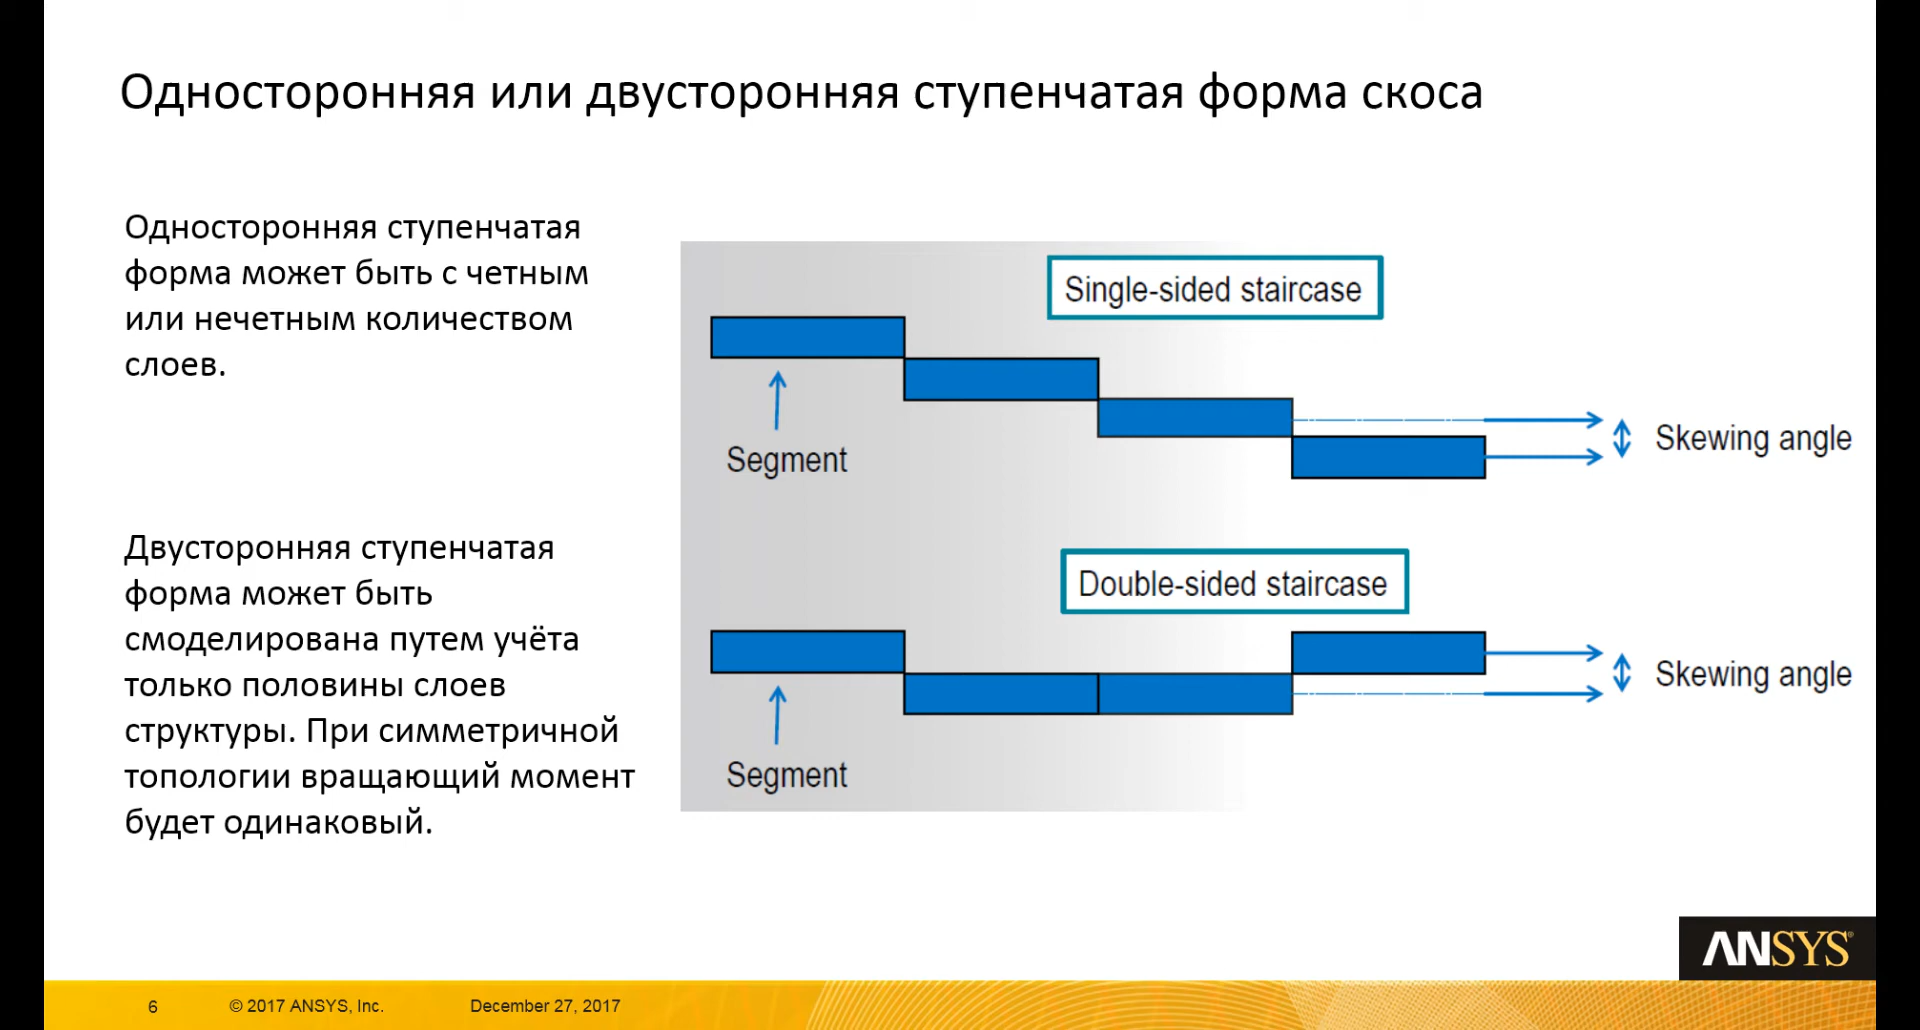 Односторонняя или двусторонняя ступенчатая форма скоса
Односторонняя ступенчатая
форма может быть с четным
или нечетным количеством
слоев.
Двусторонняя ступенчатая
форма может быть
смоделирована путем учёта
только половины слоев
структуры. При симметричной
топологии вращающий момент
будет одинаковый.
Single-sided staircase
Segment
Skewing angle
Double-sided staircase
Segment
Skewing angle
ANSYS®
6 © 2017 ANSYS, Inc. December 27, 2017